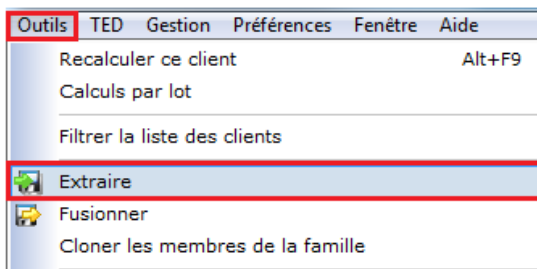 Outils TED Gestion Préférences Fenêtre Aide
Recalculer ce client Alt+F9
Calculs par lot
Filtrer la liste des clients
Extraire
Fusionner
Cloner les membres de la famille